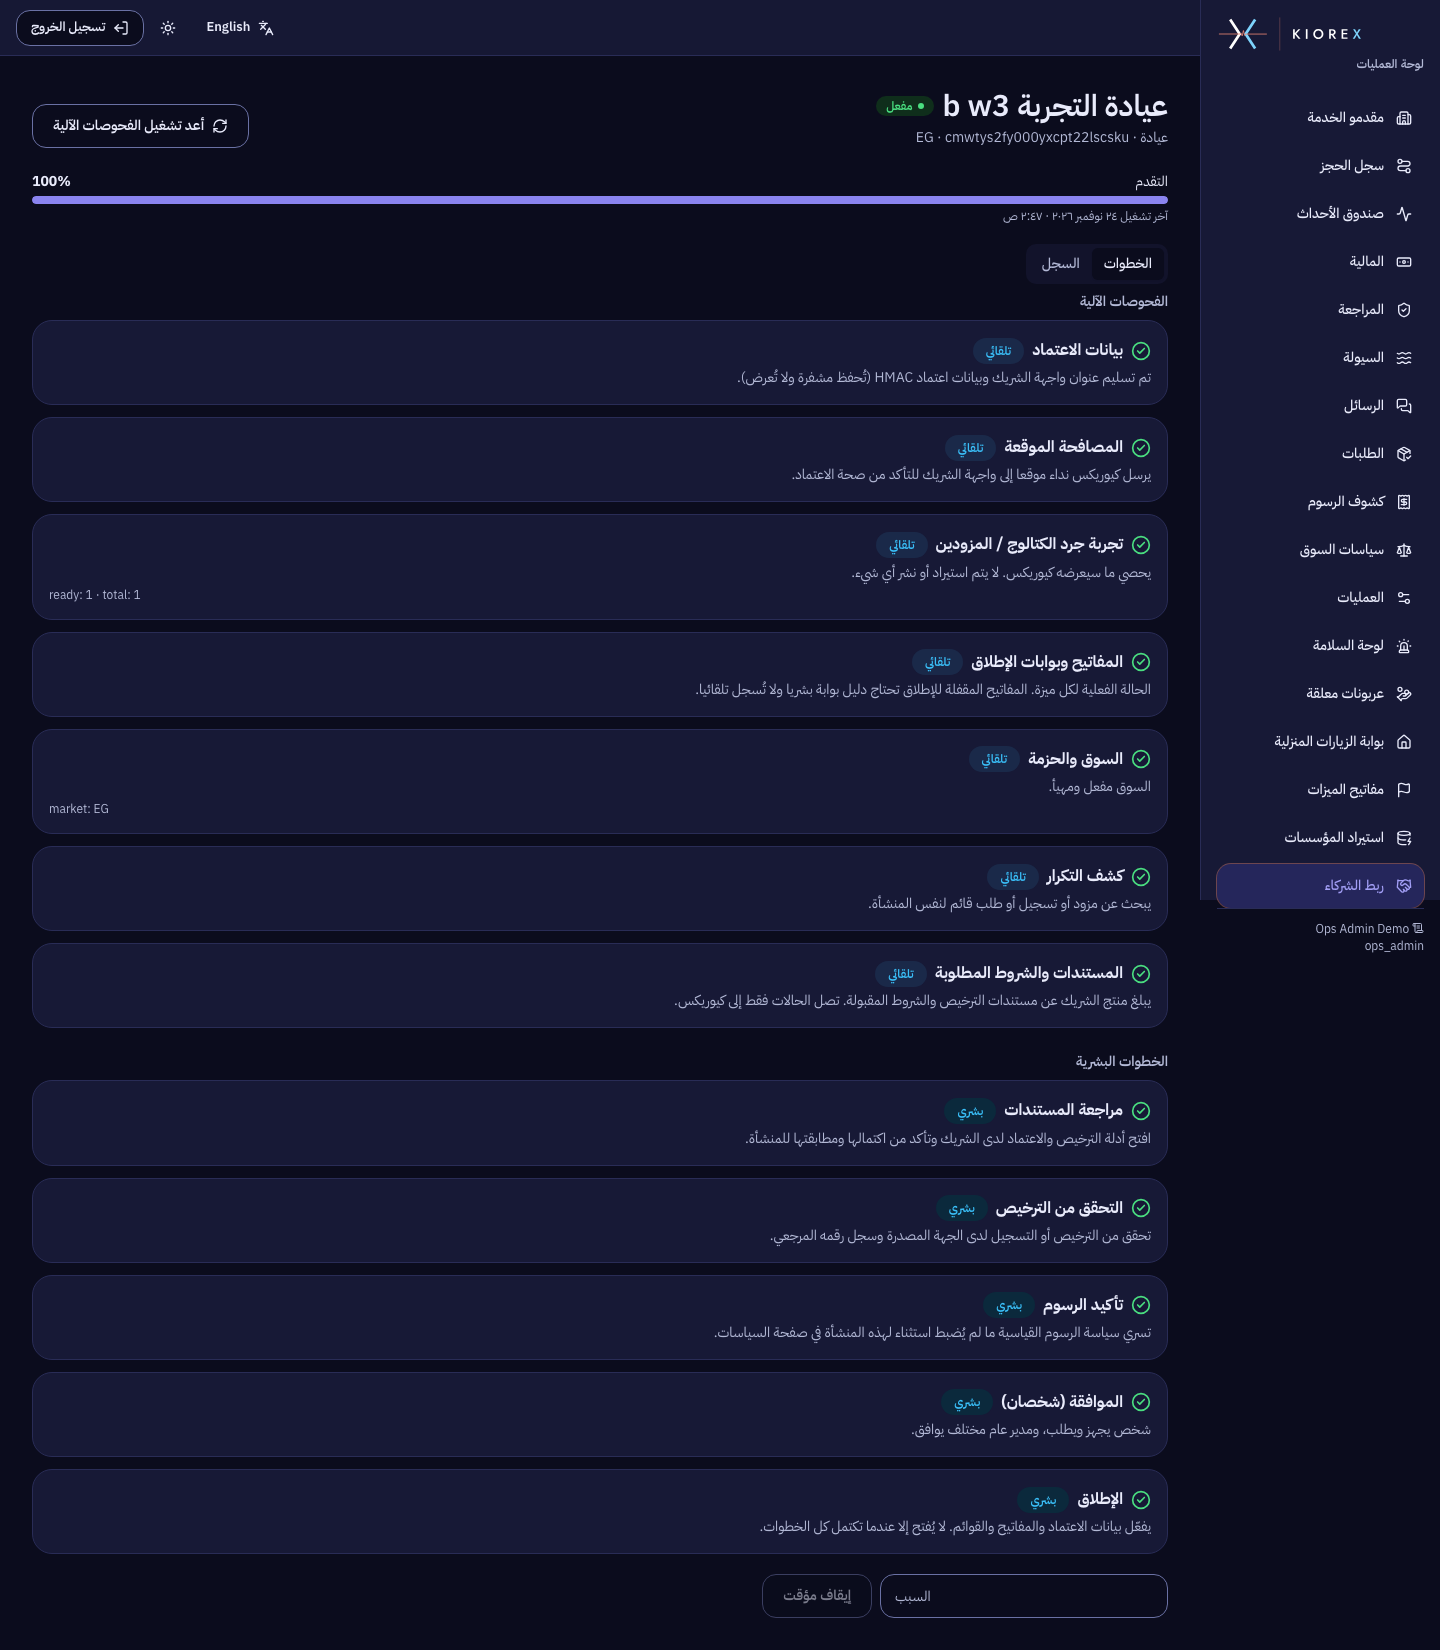 KIOREX
لوحة العمليات
مقدمو الخدمة
سجل الحجز
صندوق الأحداث
المالية
المراجعة
السيولة
الرسائل
الطلبات
كشوف الرسوم
سياسات السوق
العمليات
لوحة السلامة
عربونات معلقة
بوابة الزيارات المنزلية
مفاتيح الميزات
استيراد المؤسسات
ربط الشركاء
Ops Admin Demo
ops_admin
English
تسجيل الخروج
عيادة التجربة b w3
مفعل
عيادة · EG · cmwtys2fy000yxcpt22lscsku
أعد تشغيل الفحوصات الآلية
التقدم
100%
آخر تشغيل ٢٤ نوفمبر ٢٠٢٦ · ٢:٤٧ ص
الخطوات
السجل
الفحوصات الآلية
بيانات الاعتماد تلقائي
تم تسليم عنوان واجهة الشريك وبيانات اعتماد HMAC (تُحفظ مشفرة ولا تُعرض).
المصافحة الموقعة تلقائي
يرسل كيوريكس نداء موقعا إلى واجهة الشريك للتأكد من صحة الاعتماد.
تجربة جرد الكتالوج / المزودين تلقائي
يحصي ما سيعرضه كيوريكس. لا يتم استيراد أو نشر أي شيء.
ready: 1 · total: 1
المفاتيح وبوابات الإطلاق تلقائي
الحالة الفعلية لكل ميزة. المفاتيح المقفلة للإطلاق تحتاج دليل بوابة بشريا ولا تُسجل تلقائيا.
السوق والحزمة تلقائي
السوق مفعل ومهيأ.
market: EG
كشف التكرار تلقائي
يبحث عن مزود أو تسجيل أو طلب قائم لنفس المنشأة.
المستندات والشروط المطلوبة تلقائي
يبلغ منتج الشريك عن مستندات الترخيص والشروط المقبولة. تصل الحالات فقط إلى كيوريكس.
الخطوات البشرية
مراجعة المستندات بشري
افتح أدلة الترخيص والاعتماد لدى الشريك وتأكد من اكتمالها ومطابقتها للمنشأة.
التحقق من الترخيص بشري
تحقق من الترخيص أو التسجيل لدى الجهة المصدرة وسجل رقمه المرجعي.
تأكيد الرسوم بشري
تسري سياسة الرسوم القياسية ما لم يُضبط استثناء لهذه المنشأة في صفحة السياسات.
الموافقة (شخصان) بشري
شخص يجهز ويطلب، ومدير عام مختلف يوافق.
الإطلاق بشري
يفعّل بيانات الاعتماد والمفاتيح والقوائم. لا يُفتح إلا عندما تكتمل كل الخطوات.
السبب
إيقاف مؤقت